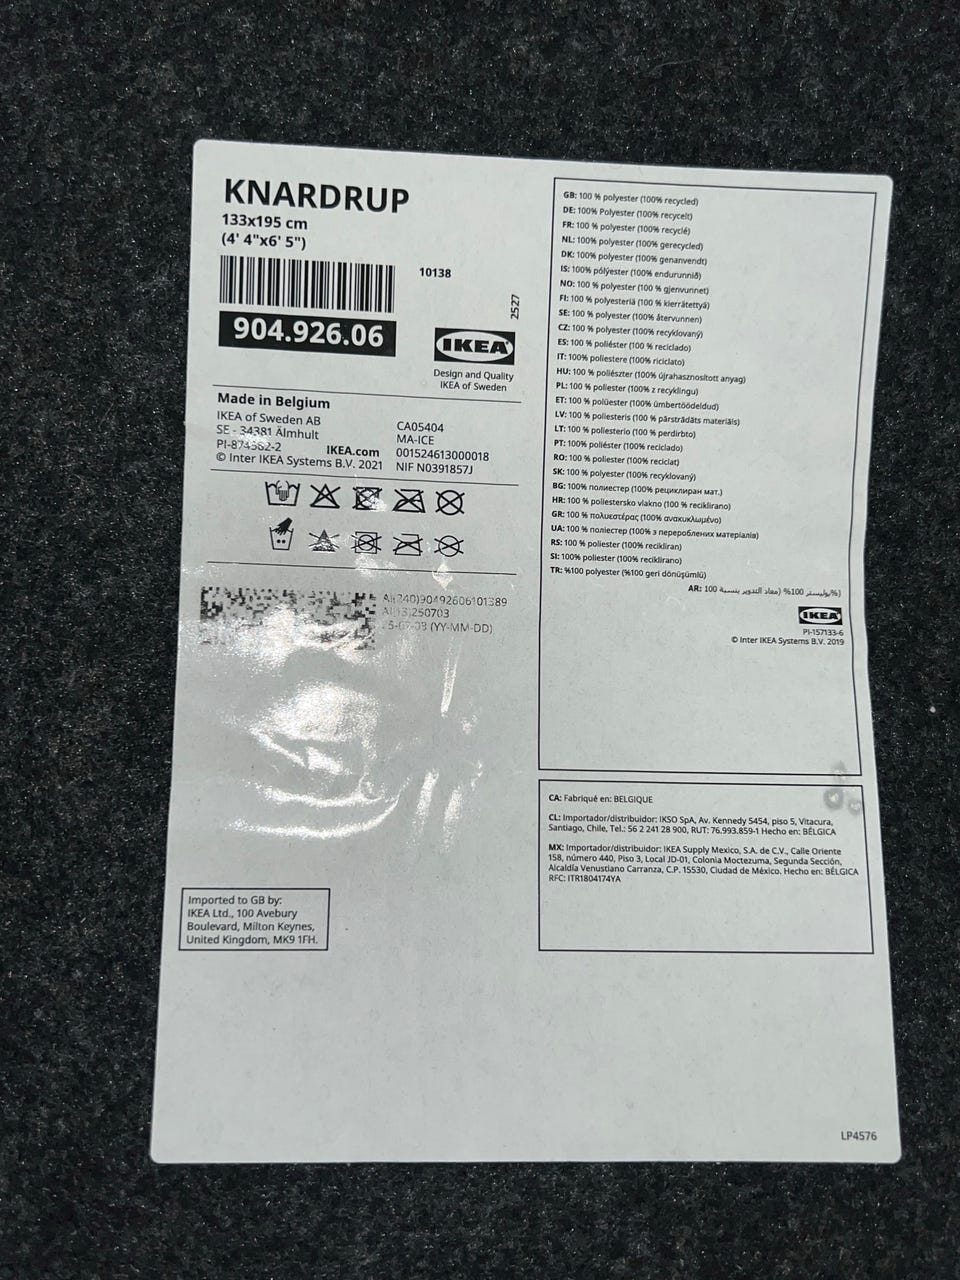 KNARDRUP
133x195 cm
(4' 4"x6' 5")
10138
2527
904.926.06
IKEA
Design and Quality
IKEA of Sweden
Made in Belgium
IKEA of Sweden AB
SE - 34381 Älmhult
IKEA.com
© Inter IKEA Systems B.V. 2021
CA05404
MA-ICE
001524613000018
NIF N0391857J
(240)90492606101389
250703
(YY-MM-DD)
Imported to GB by:
IKEA Ltd., 100 Avebury
Boulevard, Milton Keynes,
United Kingdom, MK9 1FH.
GB: 100 % polyester (100% recycled)
DE: 100% Polyester (100% recycelt)
FR: 100 % polyester (100% recyclé)
NL: 100% polyester (100% gerecycled)
DK: 100% polyester (100% genanvendt)
IS: 100% pólýester (100% endurunnið)
NO: 100 % polyester (100 % gjenvunnet)
FI: 100 % polyesteriä (100 % kierrätettyä)
SE: 100% polyester (100% återvunnen)
CZ: 100 % polyester (100% recyklovaný)
ES: 100 % poliéster (100 % reciclado)
IT: 100% poliestere (100% riciclato)
HU: 100 % poliészter (100% újrahasznosított anyag)
PL: 100 % poliester (100% z recyklingu)
ET: 100 % polüester (100% ümbertöödeldud)
LV: 100 % poliesteris (100 % pārstrādāts materiāls)
LT: 100 % poliesterio (100 % perdirbto)
PT: 100% poliéster (100% reciclado)
RO: 100 % poliester (100% reciclat)
SK: 100 % polyester (100% recyklovaný)
BG: 100% полиестер (100% рециклиран мат.)
HR: 100 % poliestersko vlakno (100 % reciklirano)
GR: 100 % πολυεστέρας (100% ανακυκλωμένο)
UA: 100 % поліестер (100% з перероблених матеріалів)
RS: 100 % poliester (100% recikliran)
SI: 100% poliester (100% reciklirano)
TR: %100 polyester (%100 geri dönüşümlü)
AR: 100 %بوليستر 100% (معاد التدوير بنسبة
IKEA
PI-157133-6
© Inter IKEA Systems B.V. 2019
CA: Fabriqué en: BELGIQUE
CL: Importador/distribuidor: IKSO SpA, Av. Kennedy 5454, piso 5, Vitacura,
Santiago, Chile, Tel.: 56 2 241 28 900, RUT: 76.993.859-1 Hecho en: BÉLGICA
MX: Importador/distribuidor: IKEA Supply Mexico, S.A. de C.V., Calle Oriente
158, número 440, Piso 3, Local JD-01, Colonia Moctezuma, Segunda Sección,
Alcaldía Venustiano Carranza, C.P. 15530, Ciudad de México. Hecho en: BÉLGICA
RFC: ITR1804174YA
LP4576